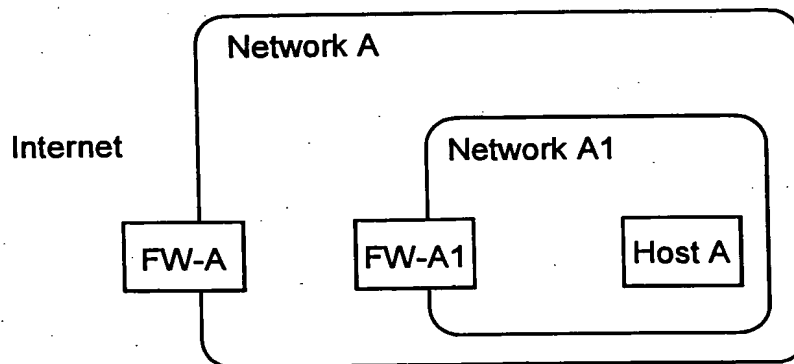 Network A
Internet
Network A1
FW-A
FW-A1
Host A